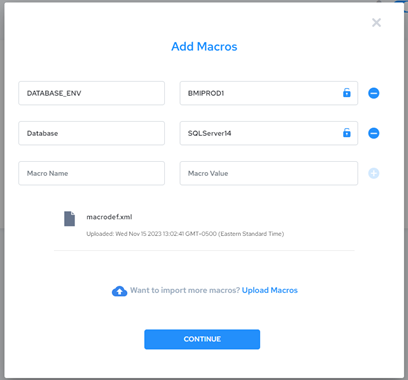 Add Macros
DATABASE_ENV BMIPROD1
Database SQLServer14
Macro Name Macro Value
macrodef.xml
Uploaded: Wed Nov 15 2023 13:02:41 GMT-0500 (Eastern Standard Time)
Want to import more macros? Upload Macros
CONTINUE